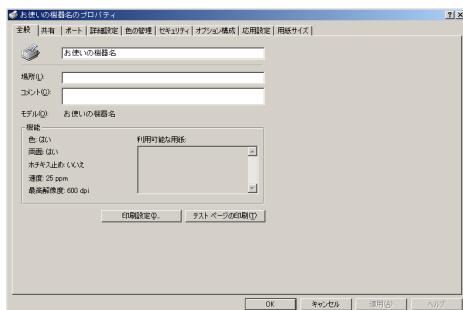 お使いの機器名のプロパティ
全般 共有 ポート 詳細設定 色の管理 セキュリティ オプション構成 応用設定 用紙サイズ
お使いの機器名
場所(L):
コメント(C):
モデル(O): お使いの機器名
機能
色: はい
利用可能な用紙:
両面: はい
ホチキス止め: いいえ
速度: 25 ppm
最高解像度: 600 dpi
印刷設定(I)... テスト ページの印刷(T)
OK キャンセル 適用(A) ヘルプ